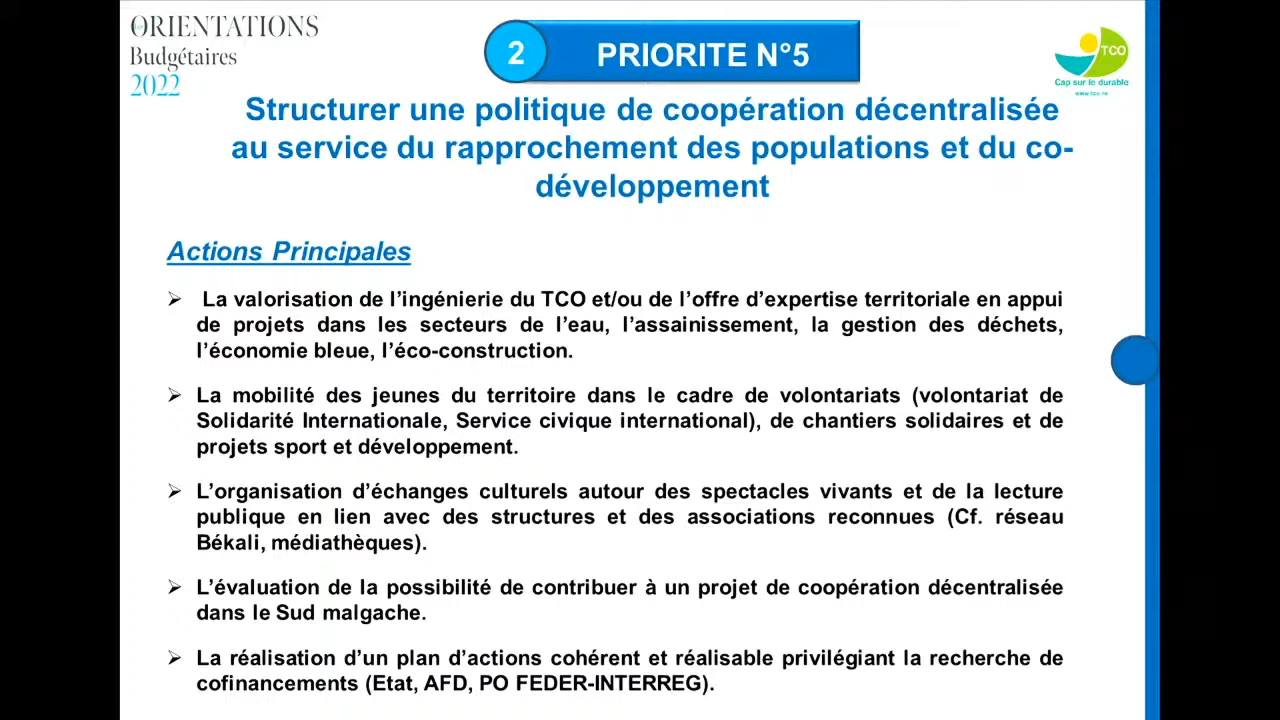 ORIENTATIONS
Budgétaires
2022
2
PRIORITE N°5
TCO
Cap sur le durable
www.tco.re
Structurer une politique de coopération décentralisée
au service du rapprochement des populations et du co-
développement
Actions Principales
➢ La valorisation de l’ingénierie du TCO et/ou de l’offre d’expertise territoriale en appui
de projets dans les secteurs de l’eau, l’assainissement, la gestion des déchets,
l’économie bleue, l’éco-construction.
➢ La mobilité des jeunes du territoire dans le cadre de volontariats (volontariat de
Solidarité Internationale, Service civique international), de chantiers solidaires et de
projets sport et développement.
➢ L’organisation d’échanges culturels autour des spectacles vivants et de la lecture
publique en lien avec des structures et des associations reconnues (Cf. réseau
Békali, médiathèques).
➢ L’évaluation de la possibilité de contribuer à un projet de coopération décentralisée
dans le Sud malgache.
➢ La réalisation d’un plan d’actions cohérent et réalisable privilégiant la recherche de
cofinancements (Etat, AFD, PO FEDER-INTERREG).